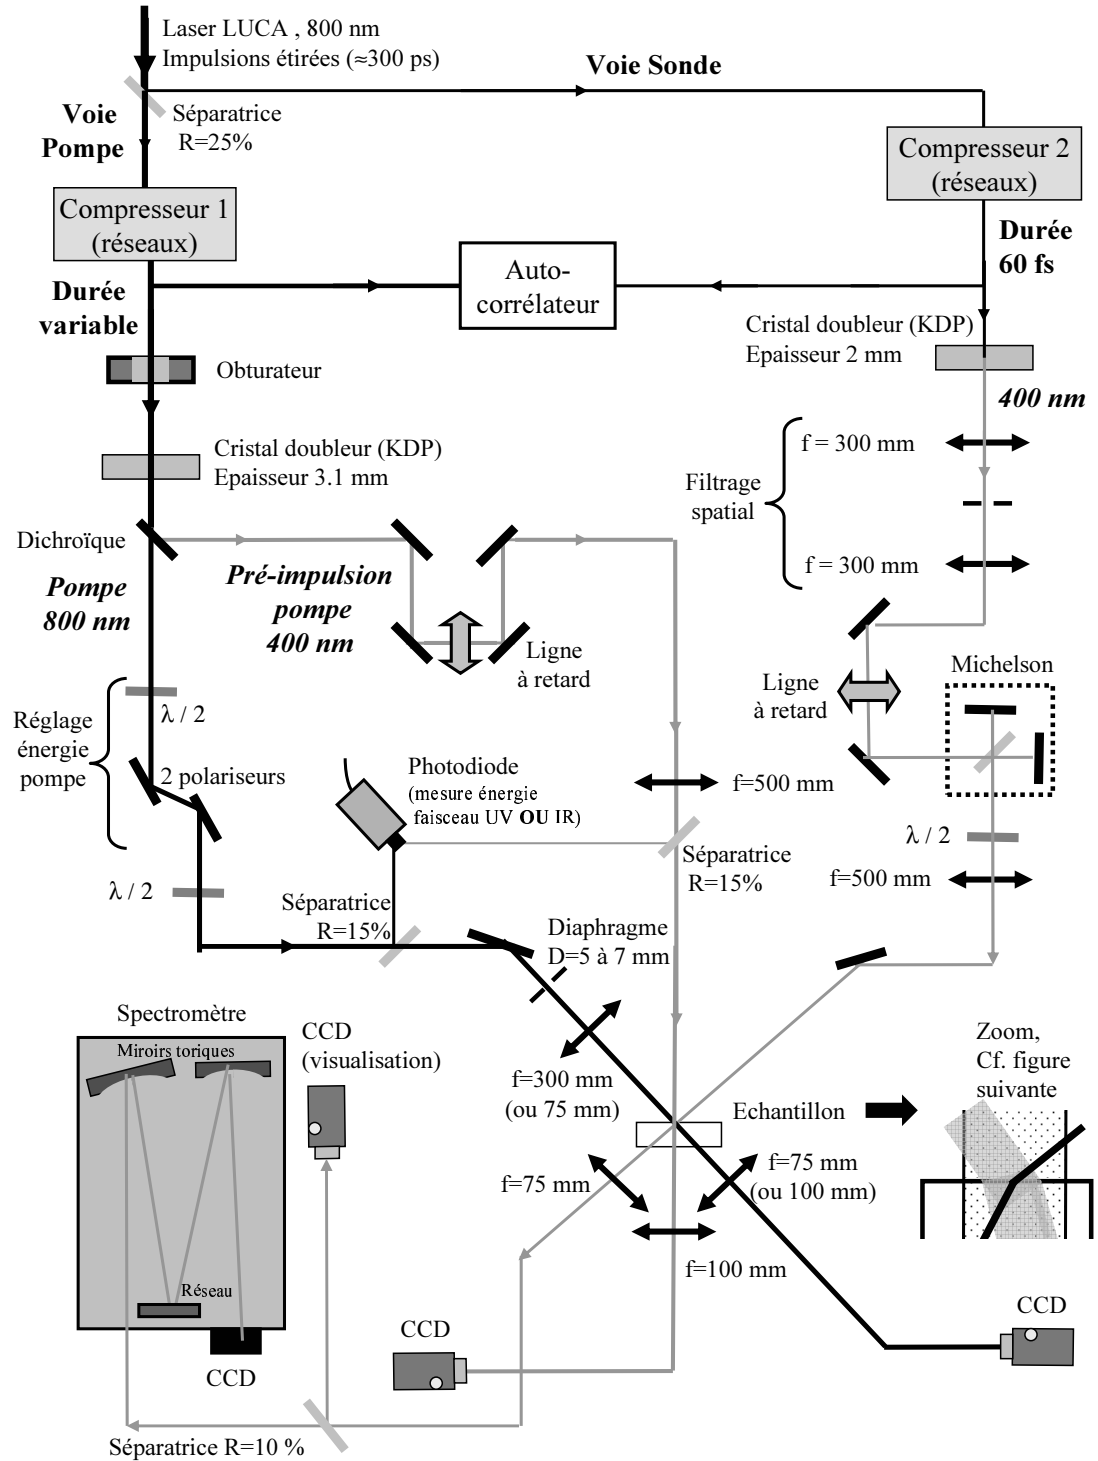 Laser LUCA , 800 nm
Impulsions étirées (≈300 ps)
Voie Sonde
Séparatrice
R=25%
Voie
Pompe
Compresseur 2
(réseaux)
Compresseur 1
(réseaux)
Durée
60 fs
Auto-
corrélateur
Durée
variable
Cristal doubleur (KDP)
Epaisseur 2 mm
Obturateur
400 nm
Cristal doubleur (KDP)
Epaisseur 3.1 mm
f = 300 mm
Filtrage
spatial
f = 300 mm
Dichroïque
Pompe
800 nm
Pré-impulsion
pompe
400 nm
Ligne
à retard
Ligne
à retard
Michelson
Réglage
énergie
pompe
λ / 2
2 polariseurs
Photodiode
(mesure énergie
faisceau UV OU IR)
f=500 mm
λ / 2
f=500 mm
Séparatrice
R=15%
λ / 2
Séparatrice
R=15%
Diaphragme
D=5 à 7 mm
Spectromètre
Miroirs toriques
CCD
(visualisation)
f=300 mm
(ou 75 mm)
Echantillon
Zoom,
Cf. figure
suivante
f=75 mm
f=75 mm
(ou 100 mm)
f=100 mm
Réseau
CCD
CCD
CCD
Séparatrice R=10 %